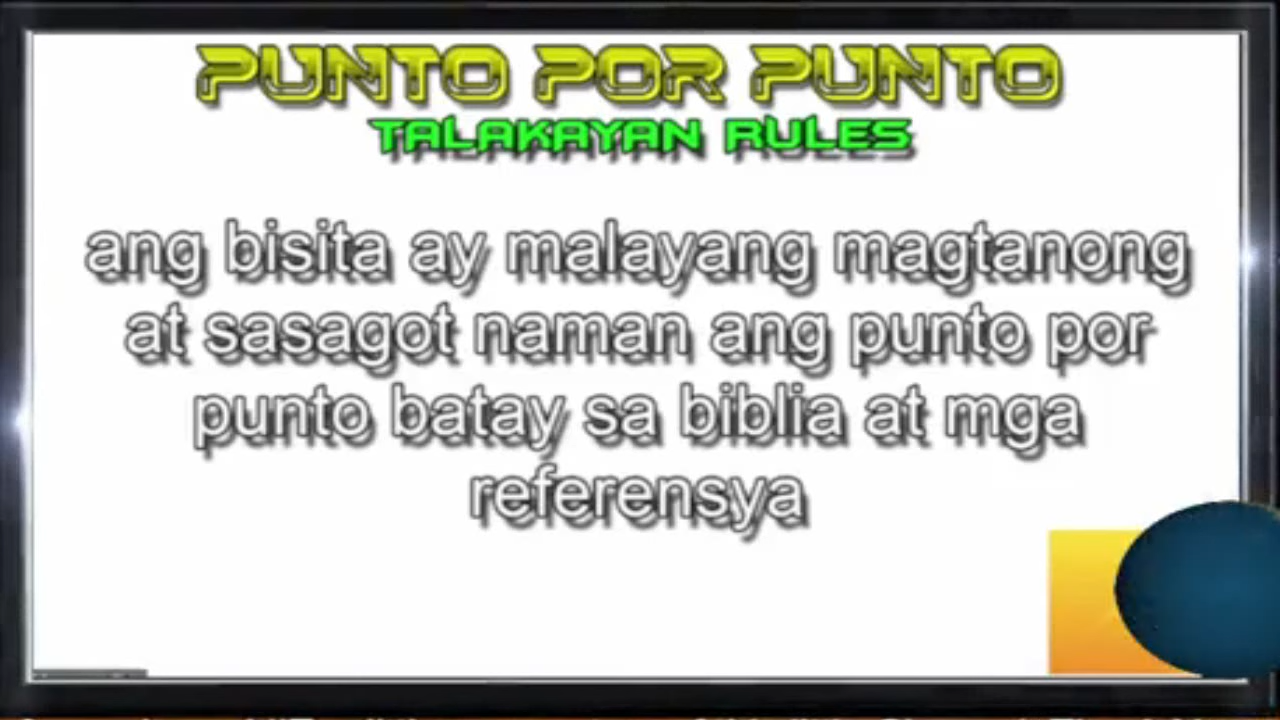 PUNTO POR PUNTO
TALAKAYAN RULES
ang bisita ay malayang magtanong
at sasagot naman ang punto por
punto batay sa biblia at mga
referensya